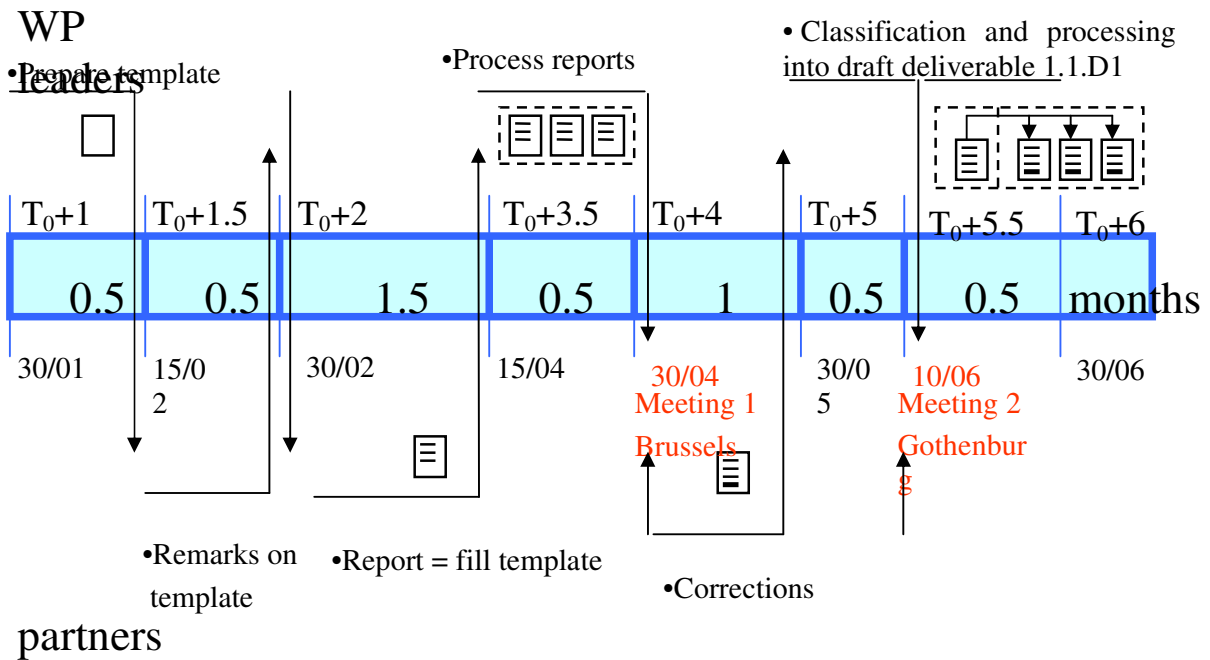 WP
leaders
•Prepare template
•Process reports
• Classification and processing
into draft deliverable 1.1.D1
T₀+1
T₀+1.5
T₀+2
T₀+3.5
T₀+4
T₀+5
T₀+5.5
T₀+6
0.5
0.5
1.5
0.5
1
0.5
0.5
months
30/01
15/0
2
30/02
15/04
30/04
Meeting 1
Brussels
30/0
5
10/06
Meeting 2
Gothenbur
g
30/06
•Remarks on
template
•Report = fill template
•Corrections
partners